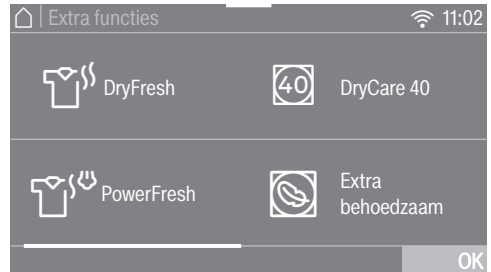 Extra functies
11:02
DryFresh
40
DryCare 40
PowerFresh
Extra
behoedzaam
OK